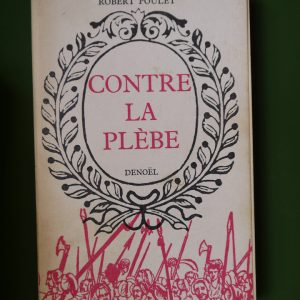 ROBERT POULET
CONTRE
LA
PLÈBE
DENOËL